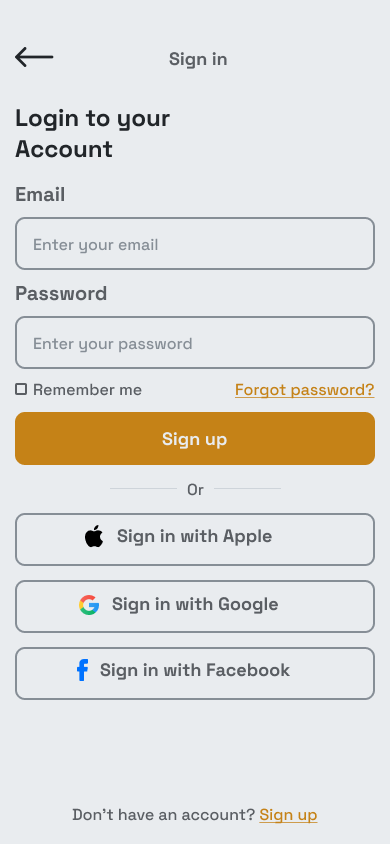 Sign in
Login to your
Account
Email
Enter your email
Password
Enter your password
Remember me Forgot password?
Sign up
Or
Sign in with Apple
Sign in with Google
Sign in with Facebook
Don't have an account? Sign up